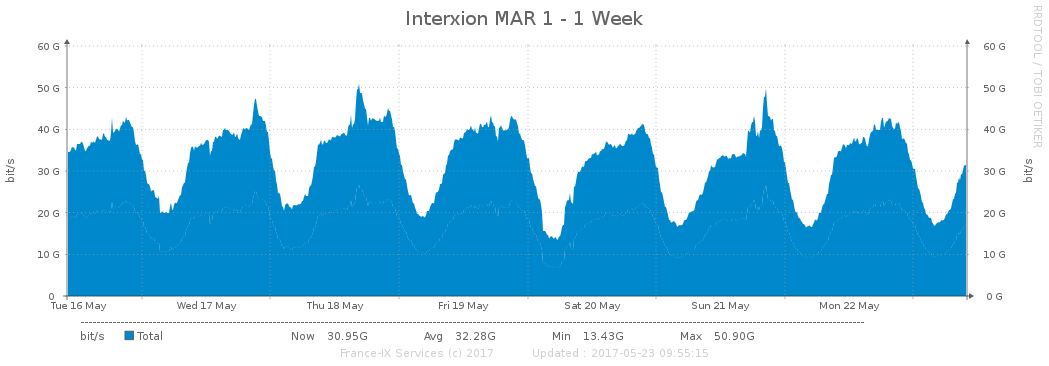 Interxion MAR 1 - 1 Week
RRDTOOL / TOBI OETIKER
60 G 60 G
50 G 50 G
40 G 40 G
30 G 30 G
20 G 20 G
10 G 10 G
0 0 G
bit/s
bit/s
Tue 16 May Wed 17 May Thu 18 May Fri 19 May Sat 20 May Sun 21 May Mon 22 May
bit/s Total Now 30.95G Avg 32.28G Min 13.43G Max 50.90G
France-IX Services (c) 2017 Updated : 2017-05-23 09:55:15